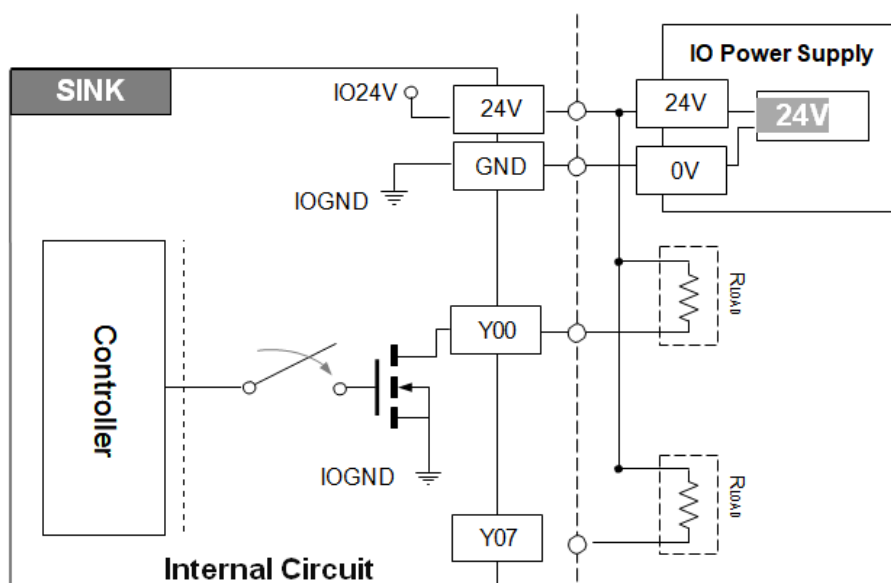 IO Power Supply
SINK
IO24V
24V
24V
24V
GND
0V
IOGND
RLOAD
Controller
Y00
IOGND
RLOAD
Y07
Internal Circuit